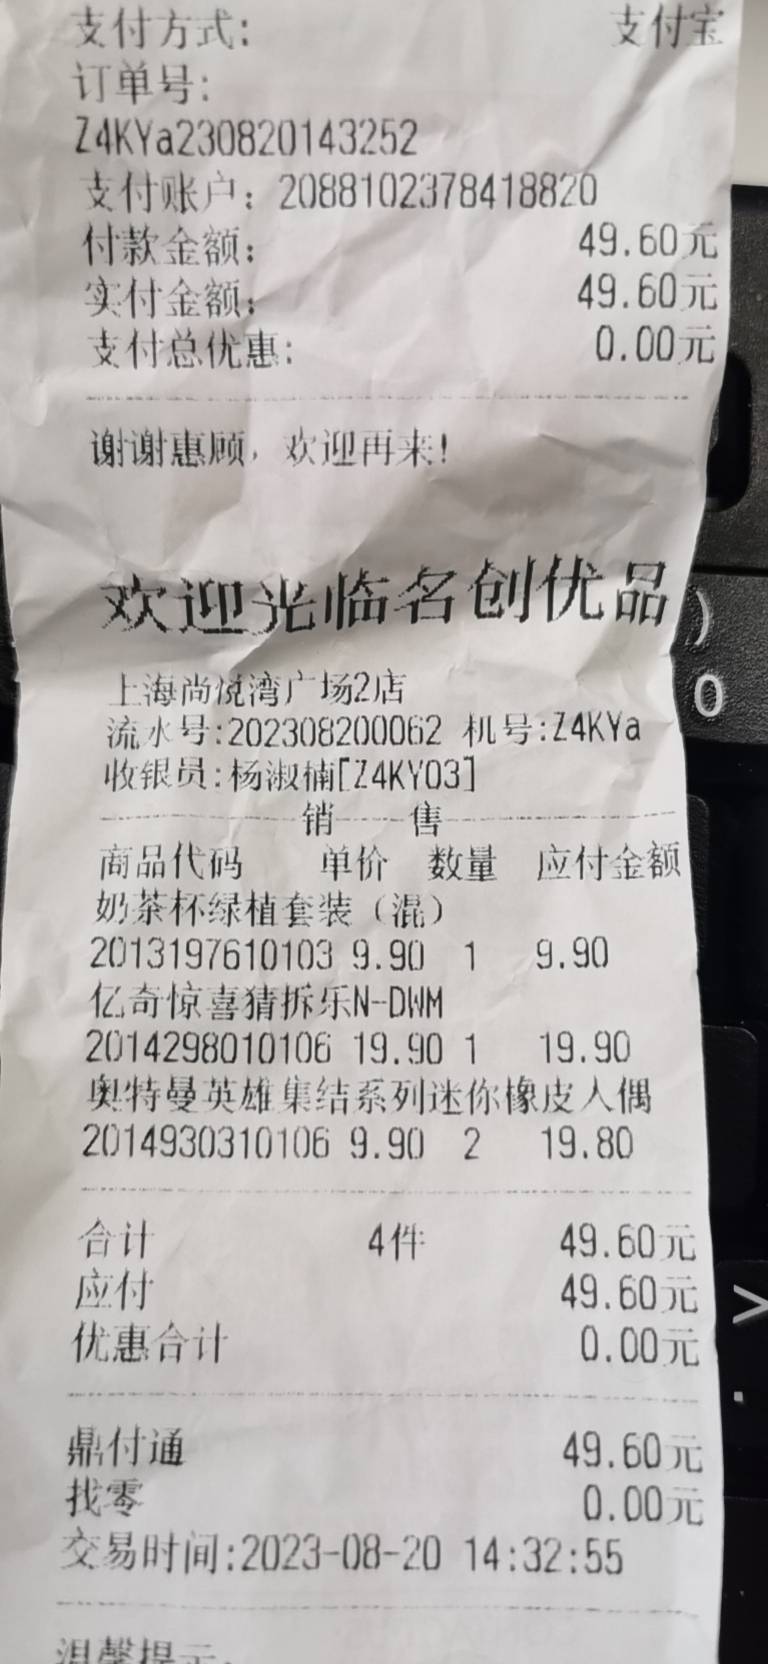 支付方式: 支付宝
订单号:
Z4KYa230820143252
支付账户: 2088102378418820
付款金额: 49.60元
实付金额: 49.60元
支付总优惠: 0.00元
谢谢惠顾，欢迎再来!
欢迎光临名创优品
上海尚悦湾广场2店
流水号:202308200062 机号:Z4KYa
收银员:杨淑楠[Z4KY03]
销 售
商品代码 单价 数量 应付金额
奶茶杯绿植套装（混）
2013197610103 9.90 1 9.90
亿奇惊喜猜拆乐N-DWM
2014298010106 19.90 1 19.90
奥特曼英雄集结系列迷你橡皮人偶
2014930310106 9.90 2 19.80
合计 4件 49.60元
应付 49.60元
优惠合计 0.00元
鼎付通 49.60元
找零 0.00元
交易时间:2023-08-20 14:32:55
温馨提示: